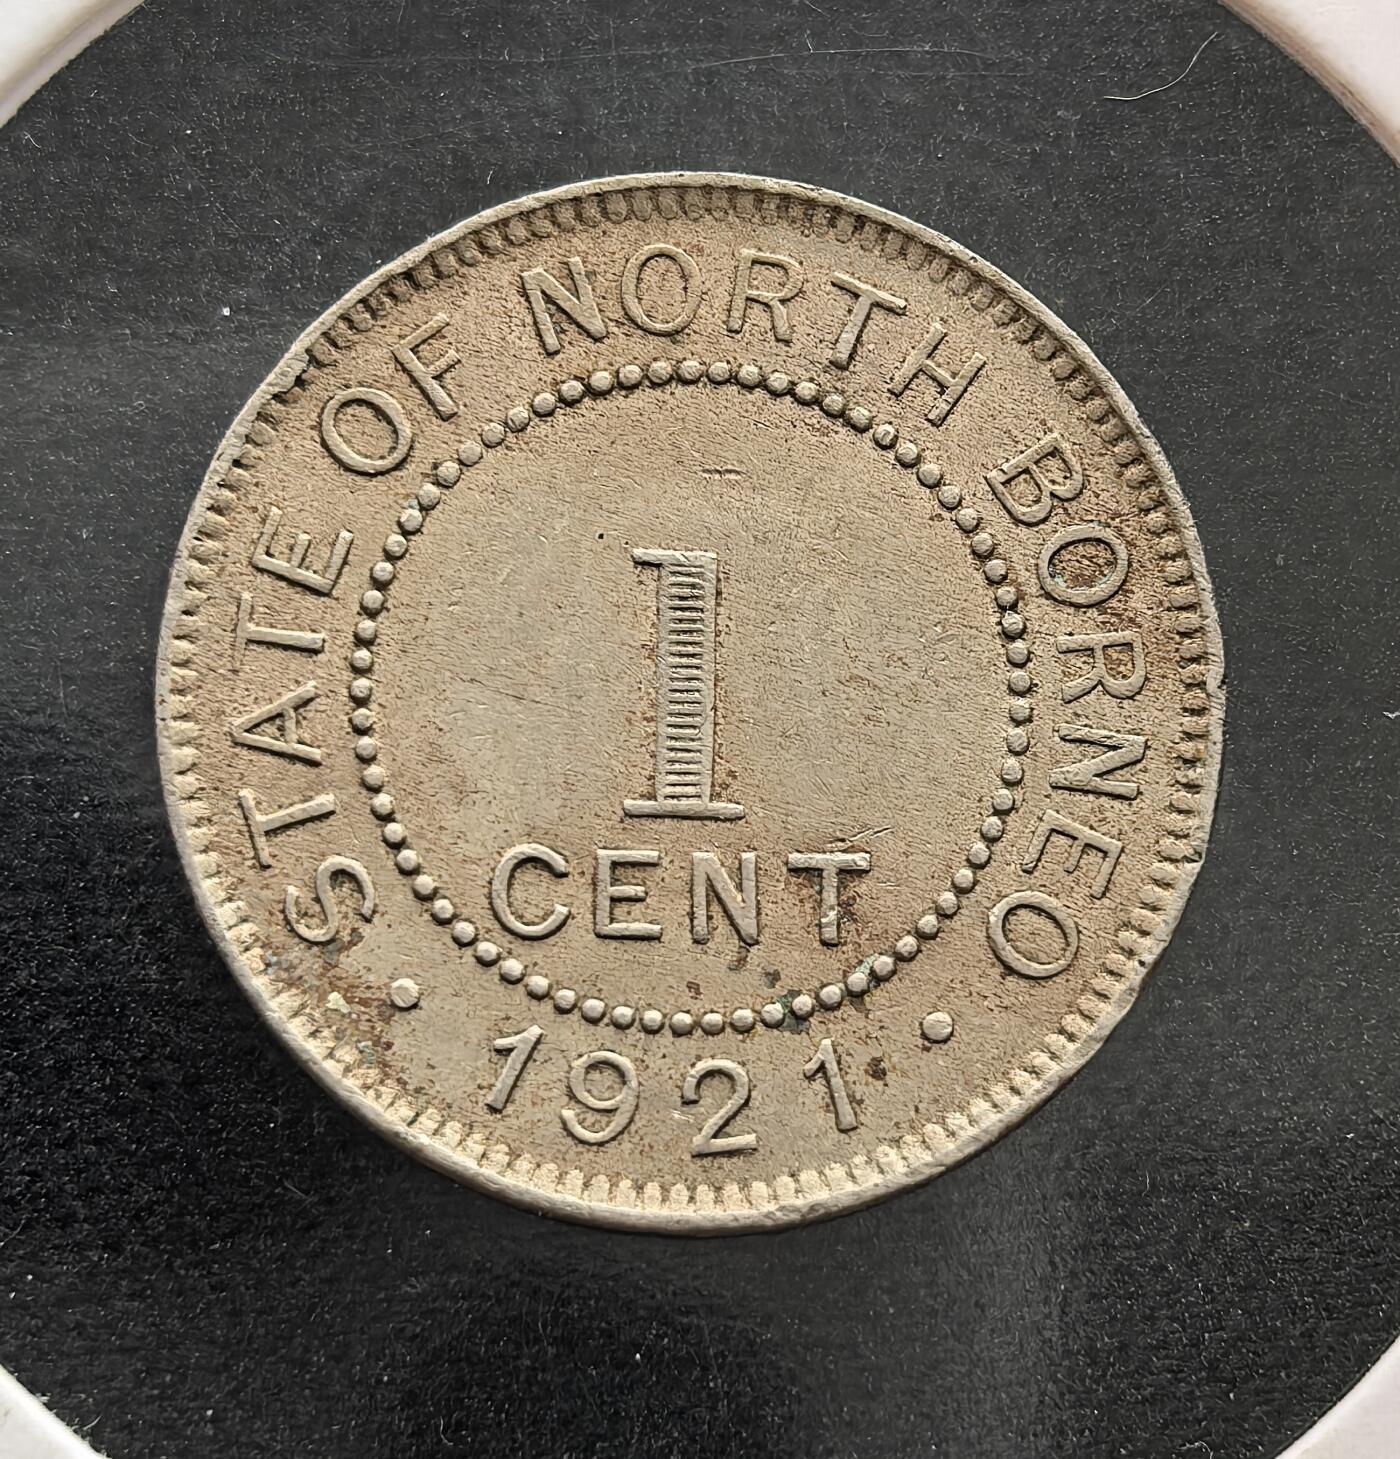 STATE OF NORTH BORNEO
1
CENT
• 1921 •